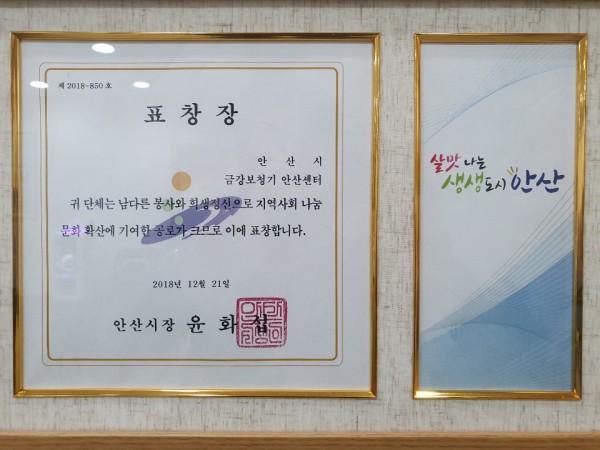 제 2018-850 호
표 창 장
안 산 시
금강보청기 안산센터
귀 단체는 남다른 봉사와 희생정신으로 지역사회 나눔
문화 확산에 기여한 공로가 크므로 이에 표창합니다.
2018년 12월 21일
안산시장 윤 화 섭
살맛 나는
생생도시 안산